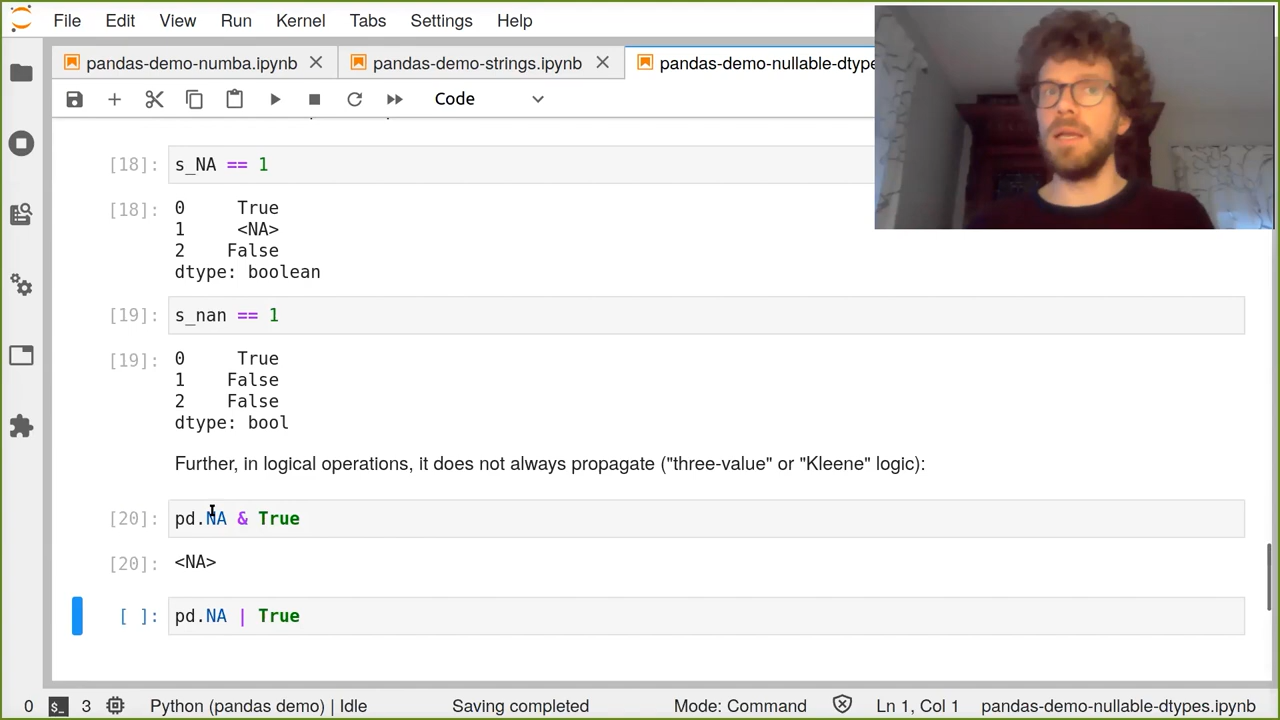 File Edit View Run Kernel Tabs Settings Help
pandas-demo-numba.ipynb pandas-demo-strings.ipynb pandas-demo-nullable-dtype
Code
[18]: s_NA == 1
[18]: 0 True
1 <NA>
2 False
dtype: boolean
[19]: s_nan == 1
[19]: 0 True
1 False
2 False
dtype: bool
Further, in logical operations, it does not always propagate ("three-value" or "Kleene" logic):
[20]: pd.NA & True
[20]: <NA>
[ ]: pd.NA | True
0 $_ 3 Python (pandas demo) | Idle Saving completed Mode: Command Ln 1, Col 1 pandas-demo-nullable-dtypes.ipynb